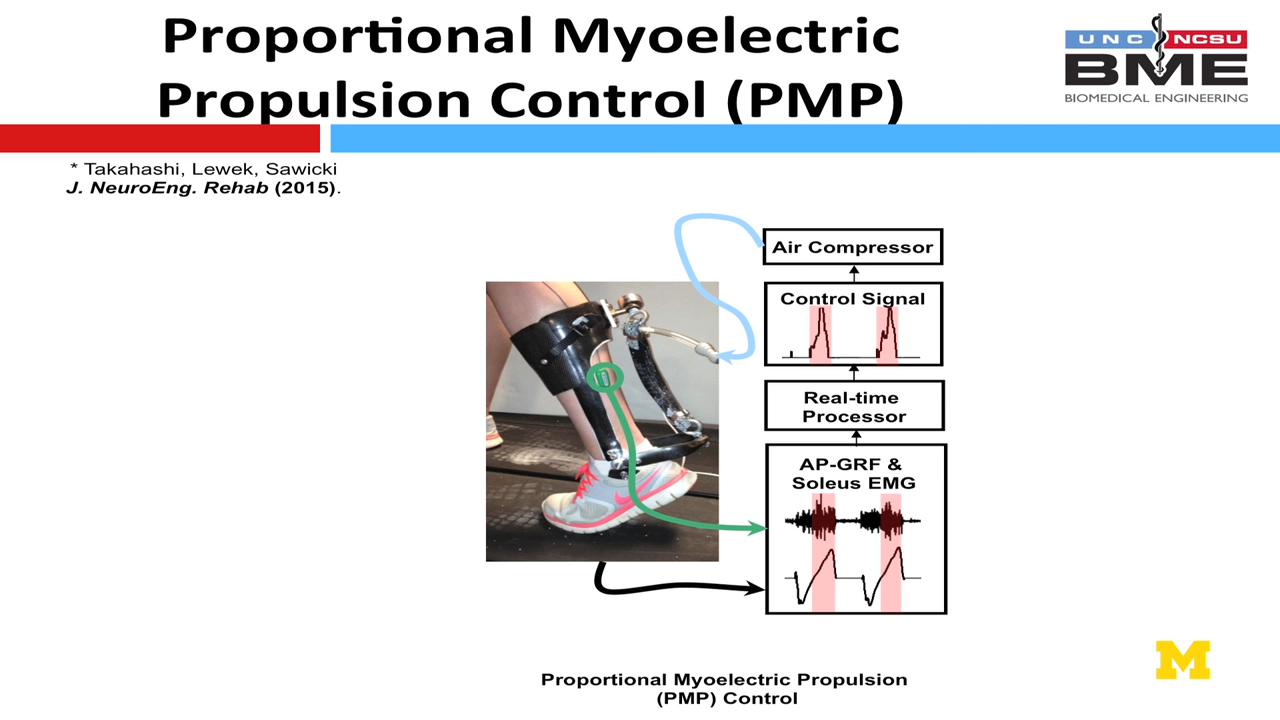 Proportional Myoelectric
Propulsion Control (PMP)
UNC NCSU
BME
BIOMEDICAL ENGINEERING
* Takahashi, Lewek, Sawicki
J. NeuroEng. Rehab (2015).
Air Compressor
Control Signal
Real-time
Processor
AP-GRF &
Soleus EMG
Proportional Myoelectric Propulsion
(PMP) Control
M